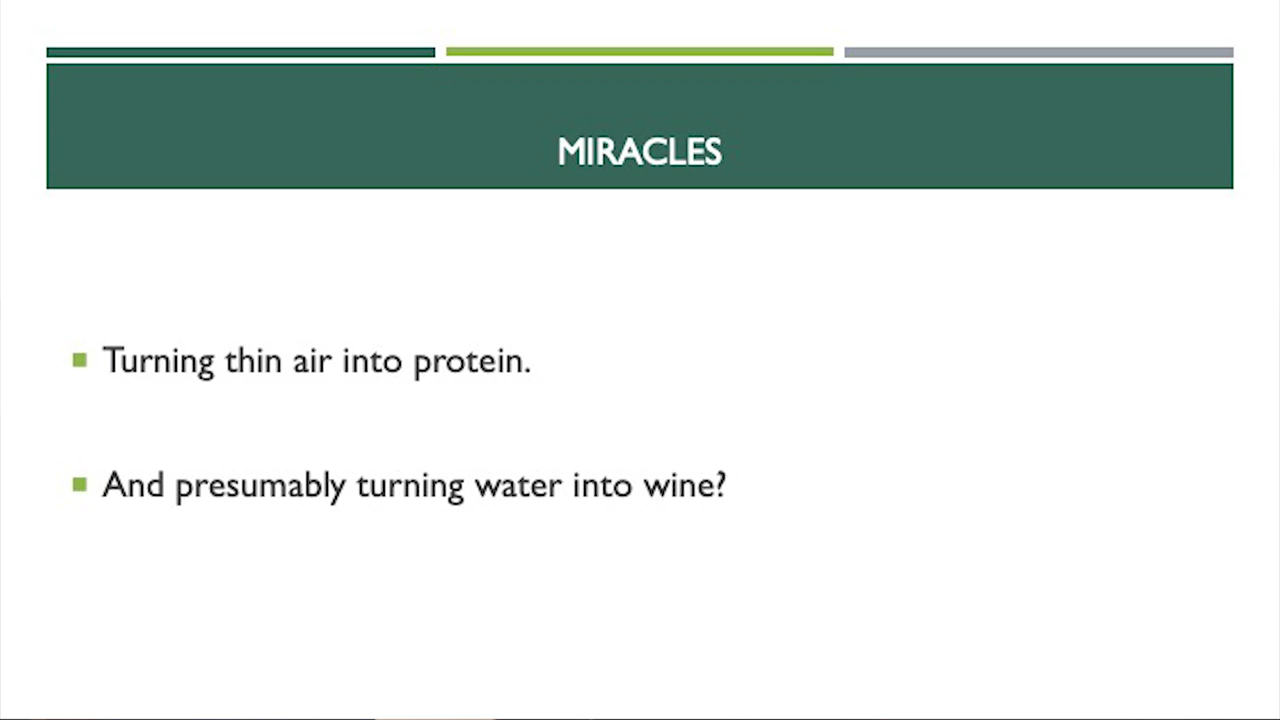 MIRACLES
Turning thin air into protein.
And presumably turning water into wine?